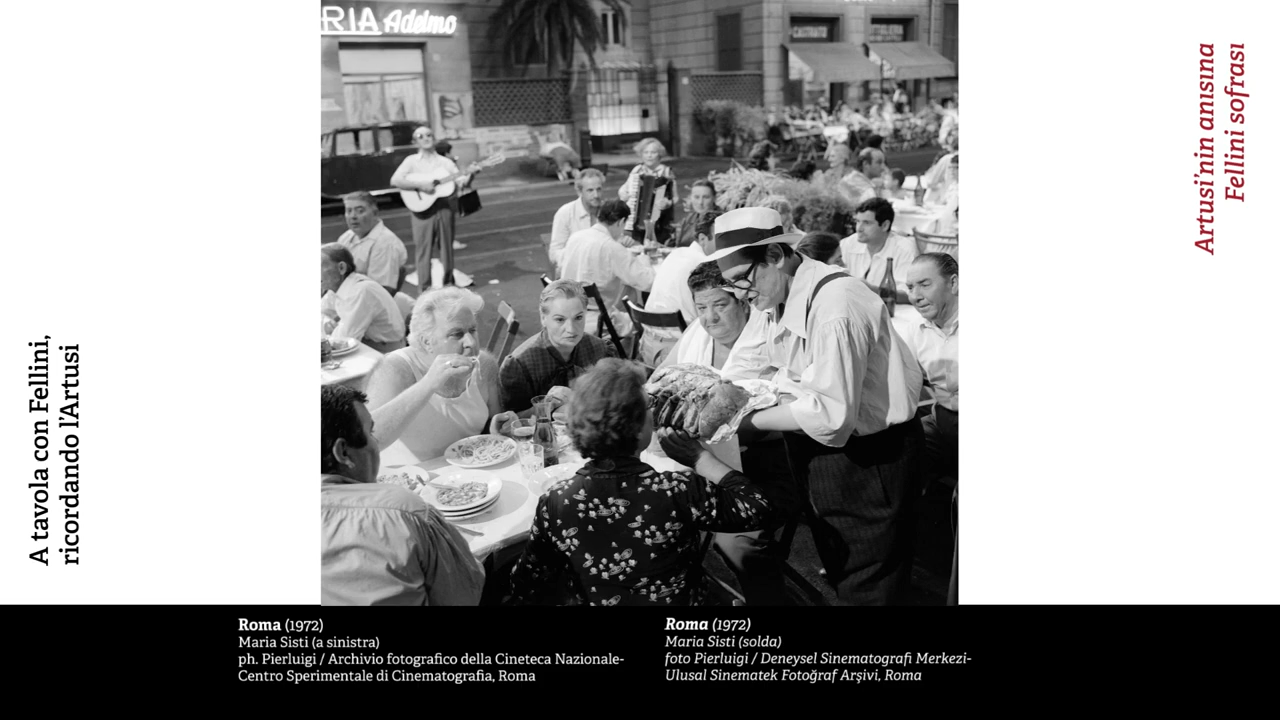 A tavola con Fellini,
ricordando l'Artusi
RIA Adelmo
CASTRATO
Artusi'nin anısına
Fellini sofrası
Roma (1972)
Maria Sisti (a sinistra)
ph. Pierluigi / Archivio fotografico della Cineteca Nazionale-
Centro Sperimentale di Cinematografia, Roma
Roma (1972)
Maria Sisti (solda)
foto Pierluigi / Deneysel Sinematografi Merkezi-
Ulusal Sinematek Fotoğraf Arşivi, Roma